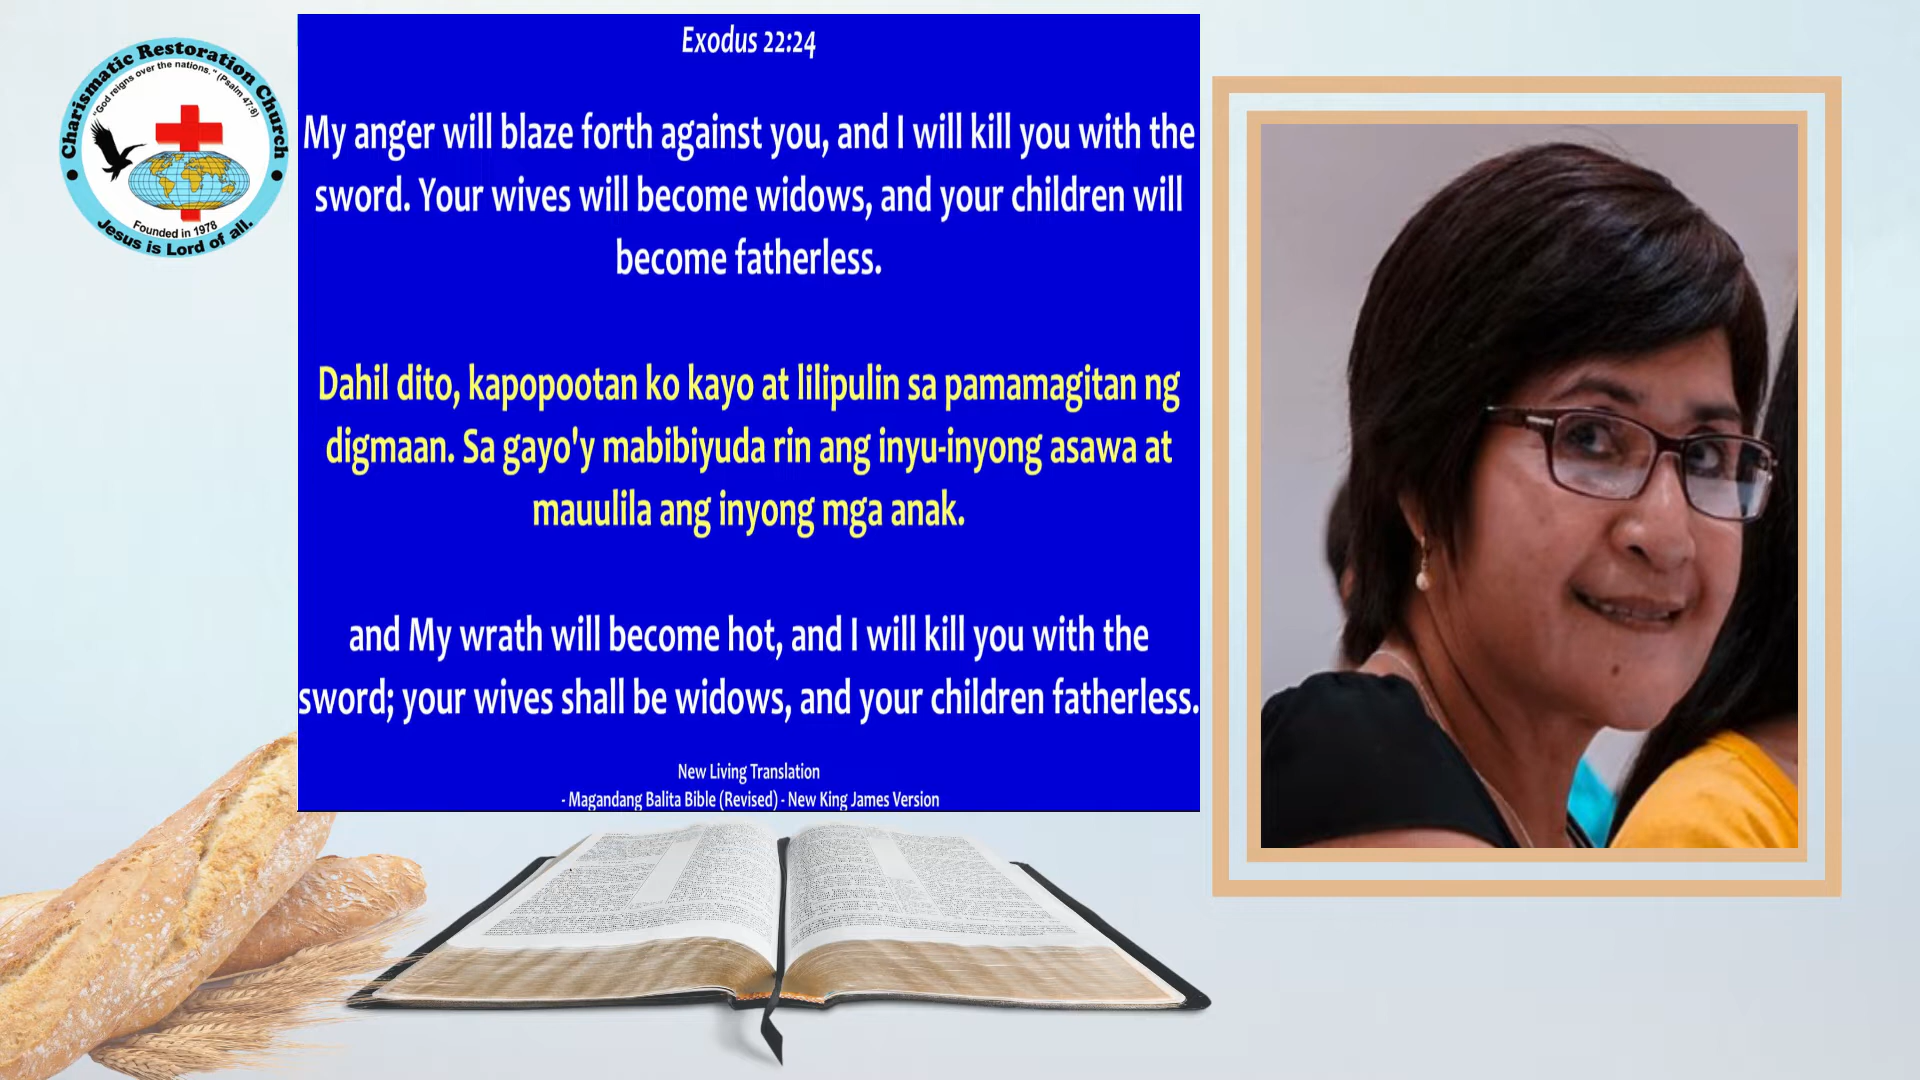 Charismatic Restoration Church
"God reigns over the nations." (Psalm 47:8)
Founded in 1978
Jesus is Lord of all.
Exodus 22:24
My anger will blaze forth against you, and I will kill you with the
sword. Your wives will become widows, and your children will
become fatherless.
Dahil dito, kapopootan ko kayo at lilipulin sa pamamagitan ng
digmaan. Sa gayo'y mabibiyuda rin ang inyu-inyong asawa at
mauulila ang inyong mga anak.
and My wrath will become hot, and I will kill you with the
sword; your wives shall be widows, and your children fatherless.
New Living Translation
- Magandang Balita Bible (Revised) - New King James Version